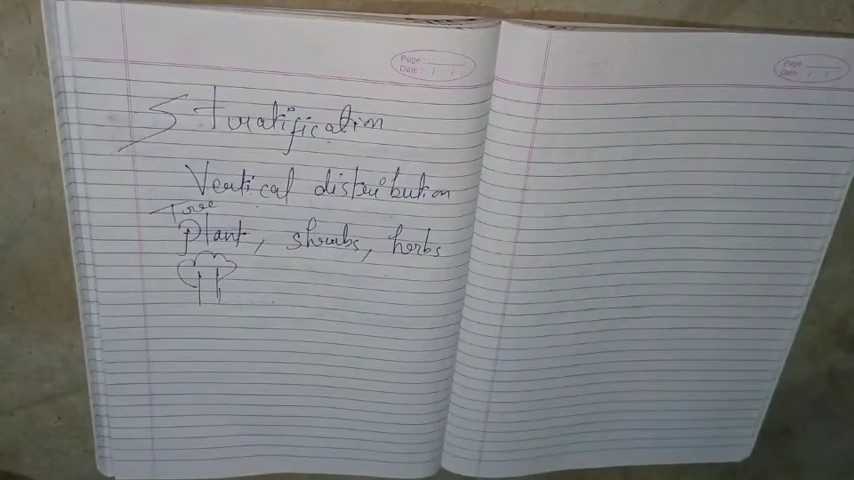 Page:
Date: / /
Page:
Date: / /
Stratification
Vertical distribution
Tree
Plant, shrubs, herbs